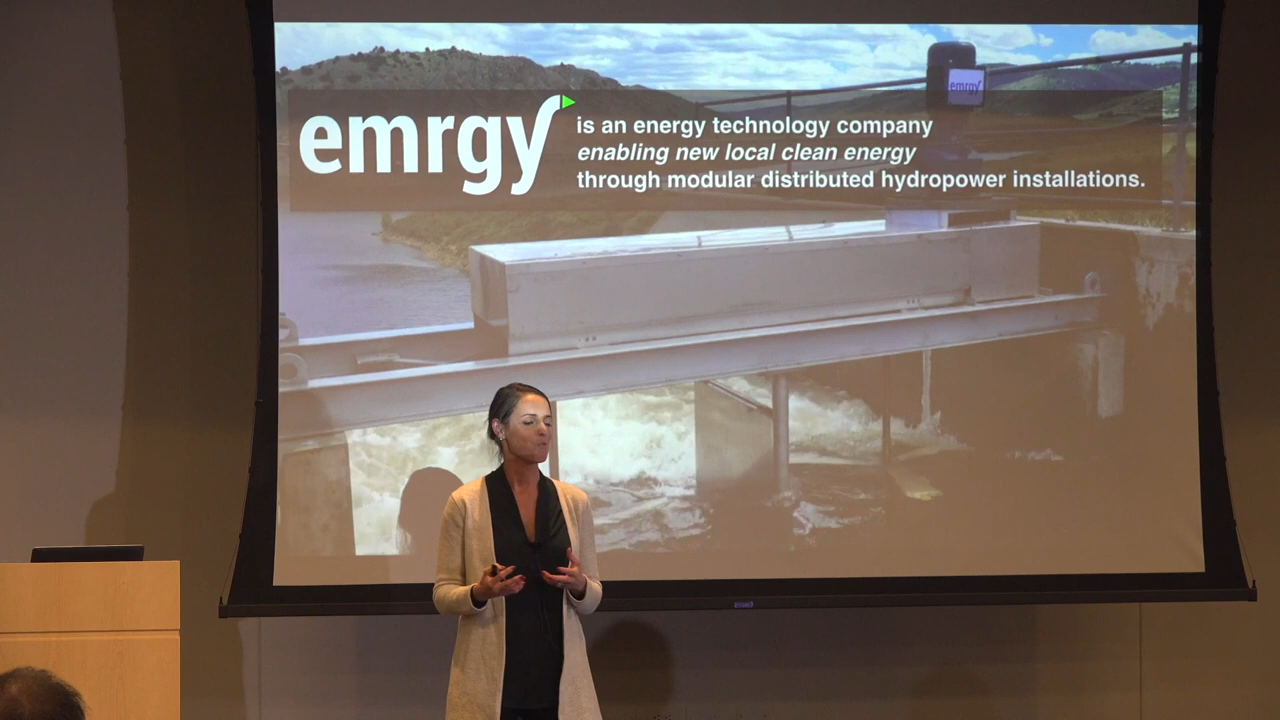 emrgy
emrgy
is an energy technology company
enabling new local clean energy
through modular distributed hydropower installations.